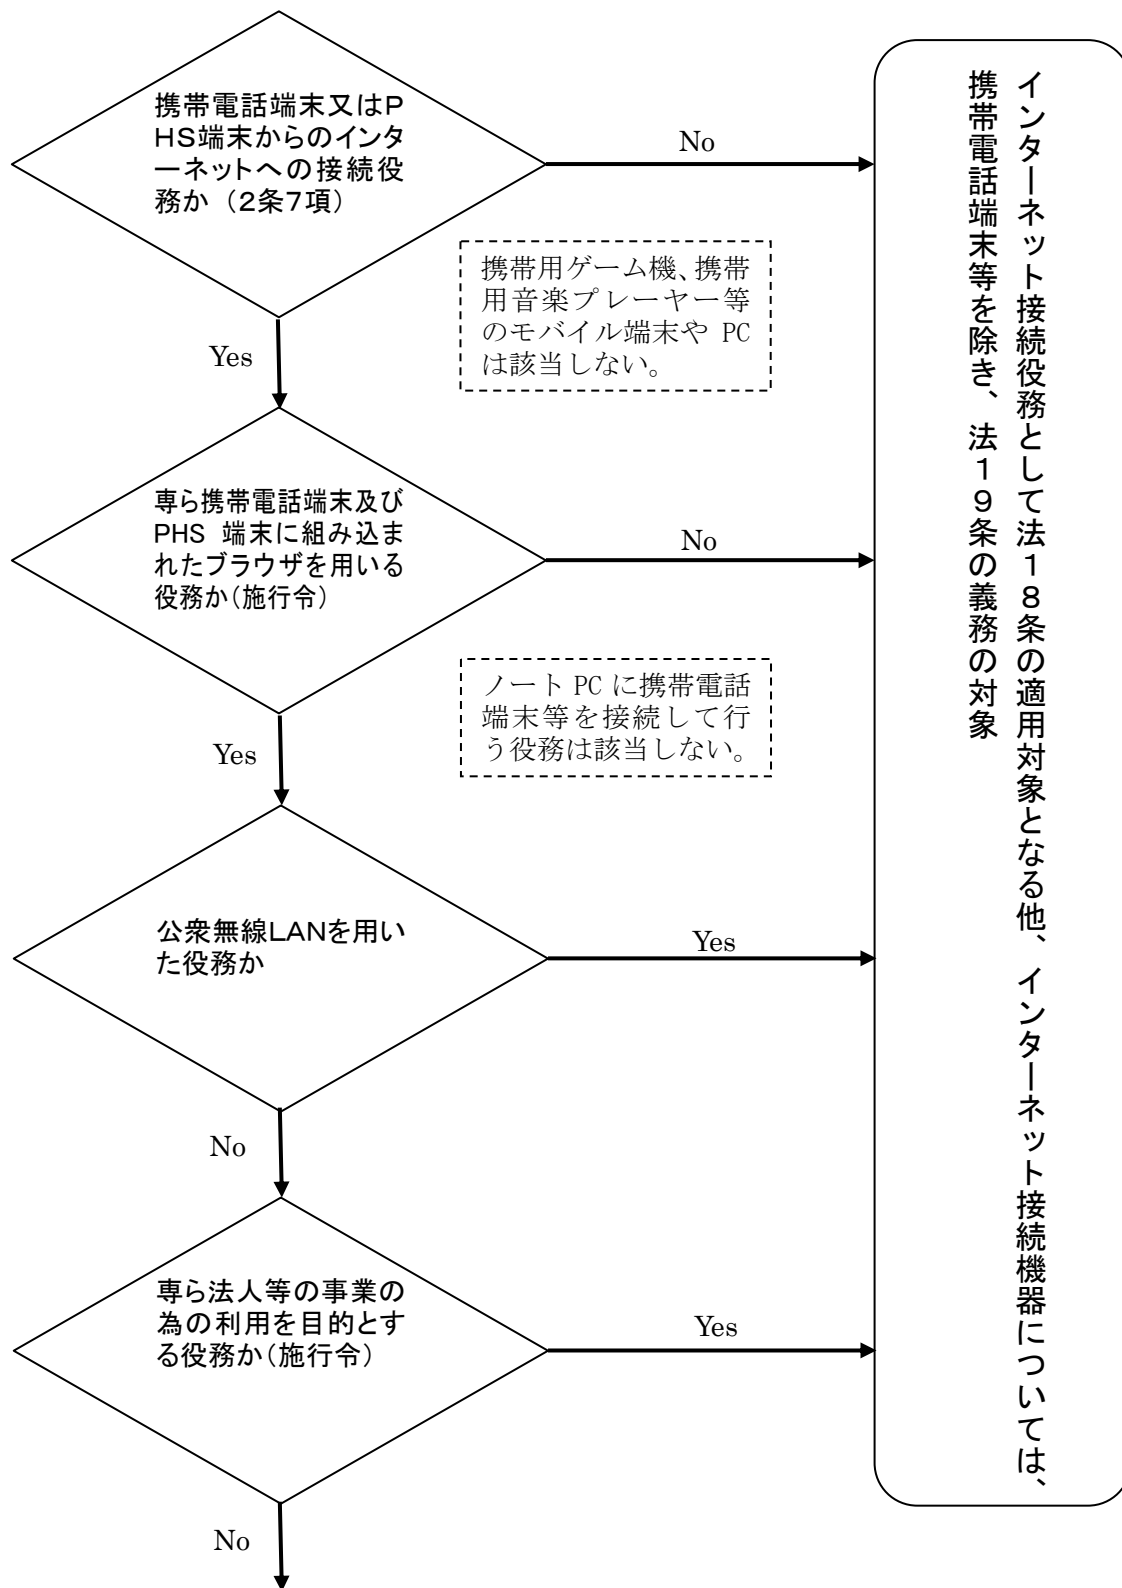 携帯電話端末又はP
HS端末からのインタ
ーネットへの接続役
務か（2条7項）
No
携帯用ゲーム機、携帯
用音楽プレーヤー等
のモバイル端末や PC
は該当しない。
Yes
専ら携帯電話端末及び
PHS 端末に組み込ま
れたブラウザを用いる
役務か（施行令）
No
ノート PC に携帯電話
端末等を接続して行
う役務は該当しない。
Yes
公衆無線LANを用い
た役務か
Yes
No
専ら法人等の事業の
為の利用を目的とす
る役務か（施行令）
Yes
No
インターネット接続役務として法１８条の適用対象となる他、インターネット接続機器については、
携帯電話端末等を除き、法１９条の義務の対象